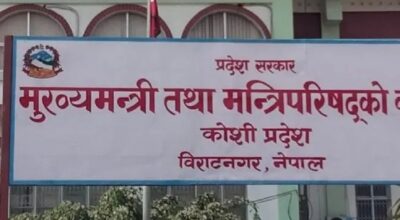 प्रदेश सरकार
मुख्यमन्त्री तथा मन्त्रिपरिषद्को
कोशी प्रदेश
विराटनगर, नेपाल